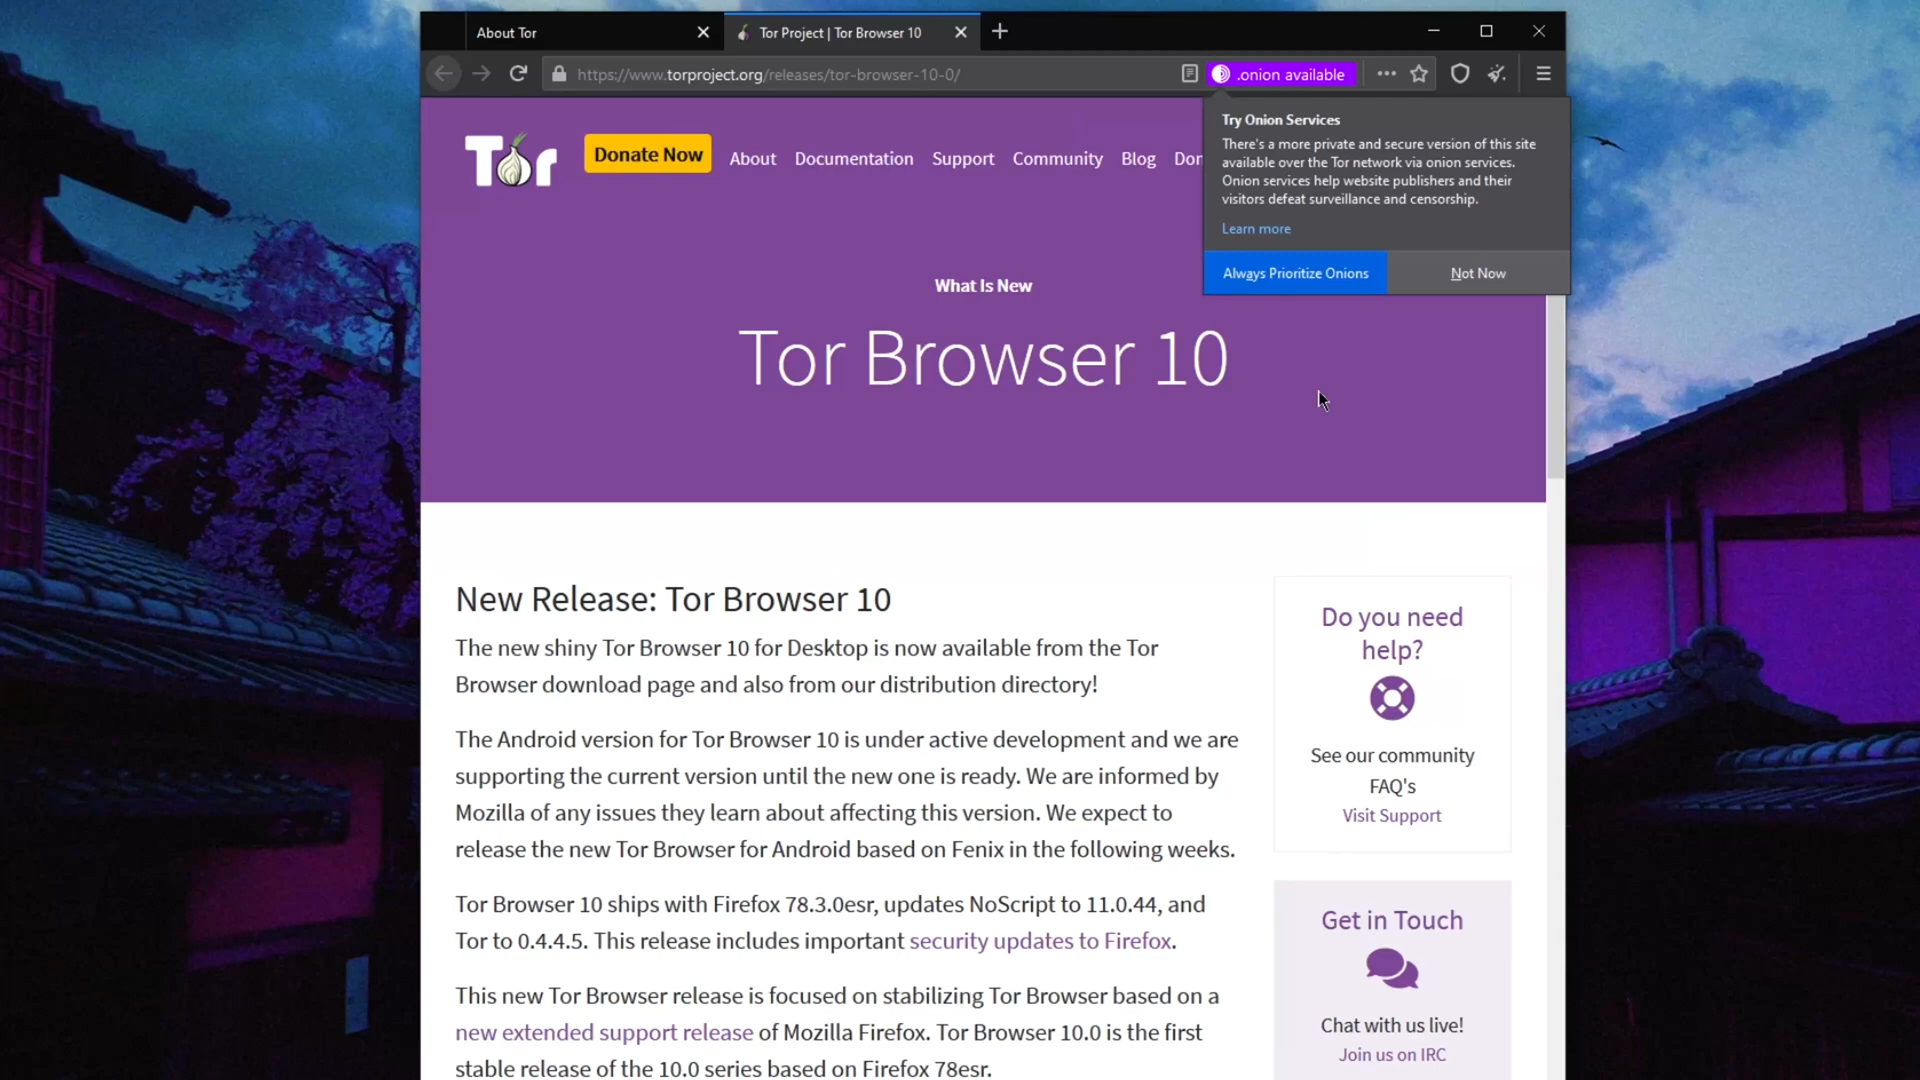 About Tor
Tor Project | Tor Browser 10
https://www.torproject.org/releases/tor-browser-10-0/
.onion available
Try Onion Services
There's a more private and secure version of this site
available over the Tor network via onion services.
Onion services help website publishers and their
visitors defeat surveillance and censorship.
Learn more
Always Prioritize Onions
Not Now
Tor
Donate Now
About
Documentation
Support
Community
Blog
Don
What Is New
Tor Browser 10
New Release: Tor Browser 10
The new shiny Tor Browser 10 for Desktop is now available from the Tor
Browser download page and also from our distribution directory!
The Android version for Tor Browser 10 is under active development and we are
supporting the current version until the new one is ready. We are informed by
Mozilla of any issues they learn about affecting this version. We expect to
release the new Tor Browser for Android based on Fenix in the following weeks.
Tor Browser 10 ships with Firefox 78.3.0esr, updates NoScript to 11.0.44, and
Tor to 0.4.4.5. This release includes important security updates to Firefox.
This new Tor Browser release is focused on stabilizing Tor Browser based on a
new extended support release of Mozilla Firefox. Tor Browser 10.0 is the first
stable release of the 10.0 series based on Firefox 78esr.
Do you need
help?
See our community
FAQ's
Visit Support
Get in Touch
Chat with us live!
Join us on IRC